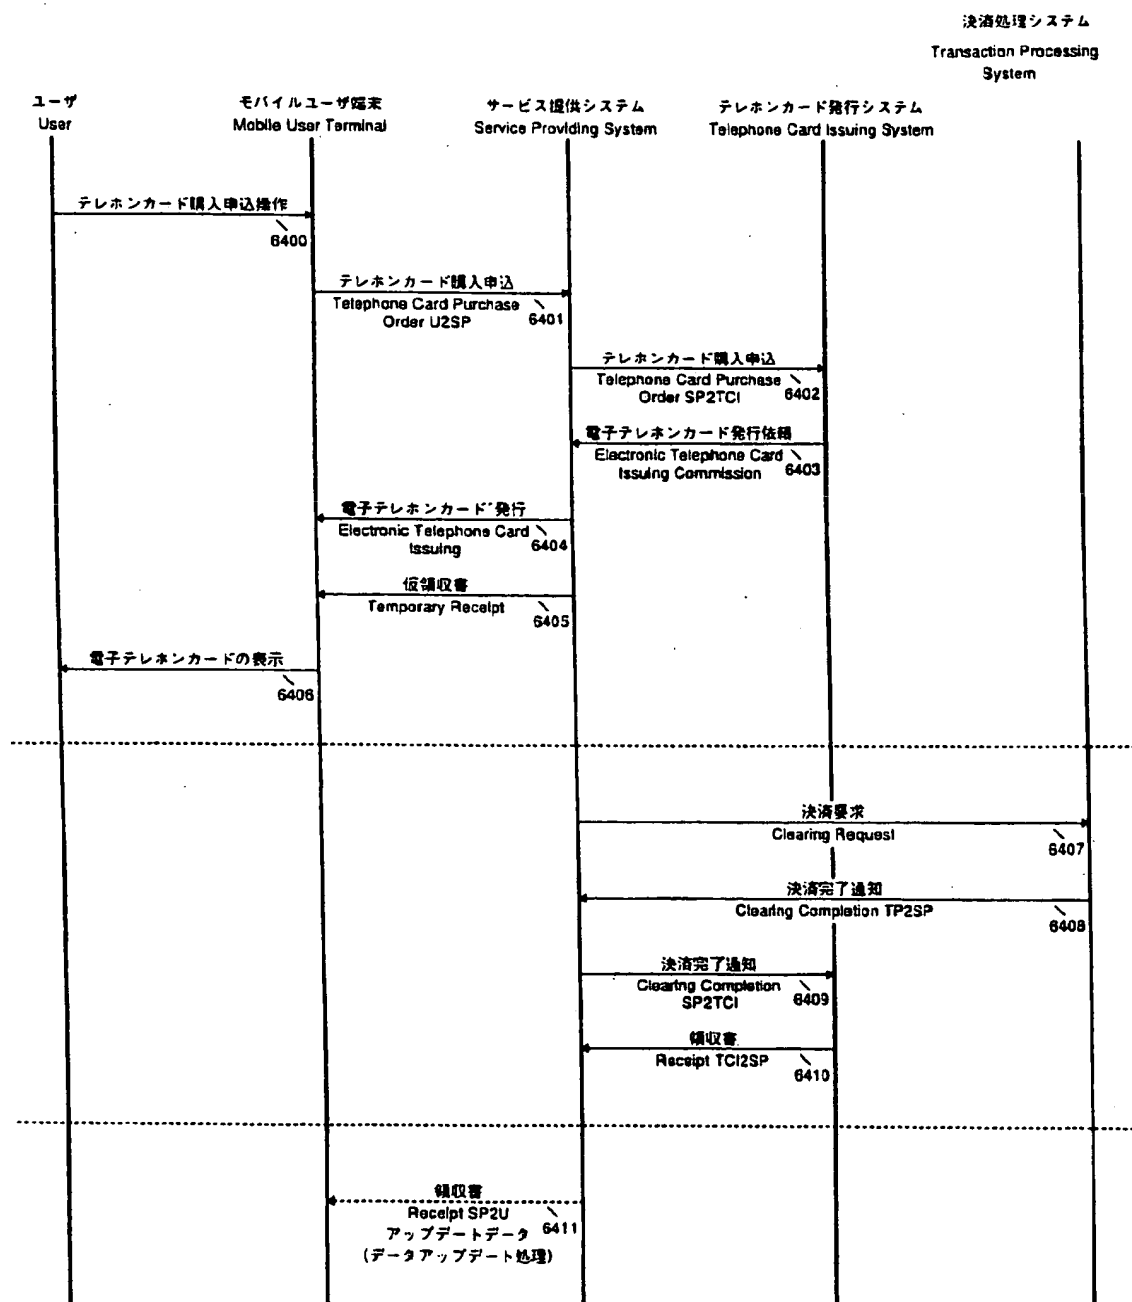 決済処理システム
Transaction Processing
System
ユーザ
User
モバイルユーザ端末
Mobile User Terminal
サービス提供システム
Service Providing System
テレホンカード発行システム
Telephone Card Issuing System
テレホンカード購入申込操作
6400
テレホンカード購入申込
Telephone Card Purchase
Order U2SP
6401
テレホンカード購入申込
Telephone Card Purchase
Order SP2TCI
6402
電子テレホンカード発行依頼
Electronic Telephone Card
Issuing Commission
6403
電子テレホンカード発行
Electronic Telephone Card
Issuing
6404
仮領収書
Temporary Receipt
6405
電子テレホンカードの表示
6406
決済要求
Clearing Request
6407
決済完了通知
Clearing Completion TP2SP
6408
決済完了通知
Clearing Completion
SP2TCI
6409
領収書
Receipt TCI2SP
6410
領収書
Receipt SP2U
6411
アップデートデータ
(データアップデート処理)